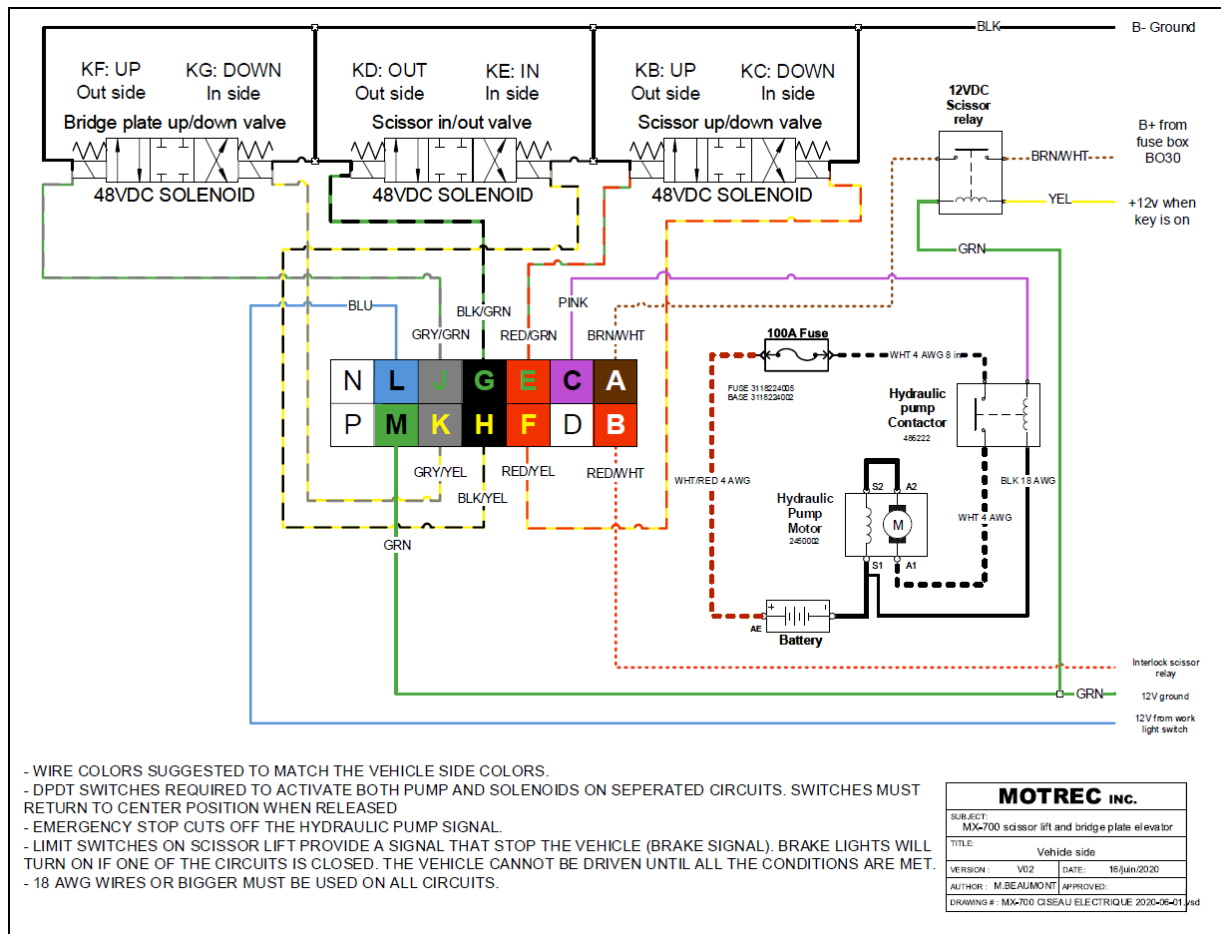 BLK
B- Ground
KF: UP
Out side
KG: DOWN
In side
Bridge plate up/down valve
48VDC SOLENOID
KD: OUT
Out side
KE: IN
In side
Scissor in/out valve
48VDC SOLENOID
KB: UP
Out side
KC: DOWN
In side
Scissor up/down valve
48VDC SOLENOID
12VDC
Scissor
relay
BRN/WHT
B+ from
fuse box
BO30
YEL
+12v when
key is on
GRN
BLU
GRY/GRN
BLK/GRN
RED/GRN
PINK
BRN/WHT
N L J G E C A
P M K H F D B
GRY/YEL
BLK/YEL
RED/YEL
RED/WHT
GRN
100A Fuse
FUSE 3118224005
BASE 3118224002
WHT 4 AWG 8 in
Hydraulic
pump
Contactor
486222
WHT/RED 4 AWG
BLK 18 AWG
WHT 4 AWG
Hydraulic
Pump
Motor
2450002
S2 A2
M
S1 A1
+ -
AE
Battery
Interlock scissor
relay
GRN
12V ground
12V from work
light switch
- WIRE COLORS SUGGESTED TO MATCH THE VEHICLE SIDE COLORS.
- DPDT SWITCHES REQUIRED TO ACTIVATE BOTH PUMP AND SOLENOIDS ON SEPERATED CIRCUITS. SWITCHES MUST
RETURN TO CENTER POSITION WHEN RELEASED
- EMERGENCY STOP CUTS OFF THE HYDRAULIC PUMP SIGNAL.
- LIMIT SWITCHES ON SCISSOR LIFT PROVIDE A SIGNAL THAT STOP THE VEHICLE (BRAKE SIGNAL). BRAKE LIGHTS WILL
TURN ON IF ONE OF THE CIRCUITS IS CLOSED. THE VEHICLE CANNOT BE DRIVEN UNTIL ALL THE CONDITIONS ARE MET.
- 18 AWG WIRES OR BIGGER MUST BE USED ON ALL CIRCUITS.
MOTREC INC.
SUBJECT:
MX-700 scissor lift and bridge plate elevator
TITLE:
Vehicle side
VERSION : V02 DATE: 16/juin/2020
AUTHOR : M.BEAUMONT APPROVED:
DRAWING # : MX-700 CISEAU ELECTRIQUE 2020-06-01.vsd